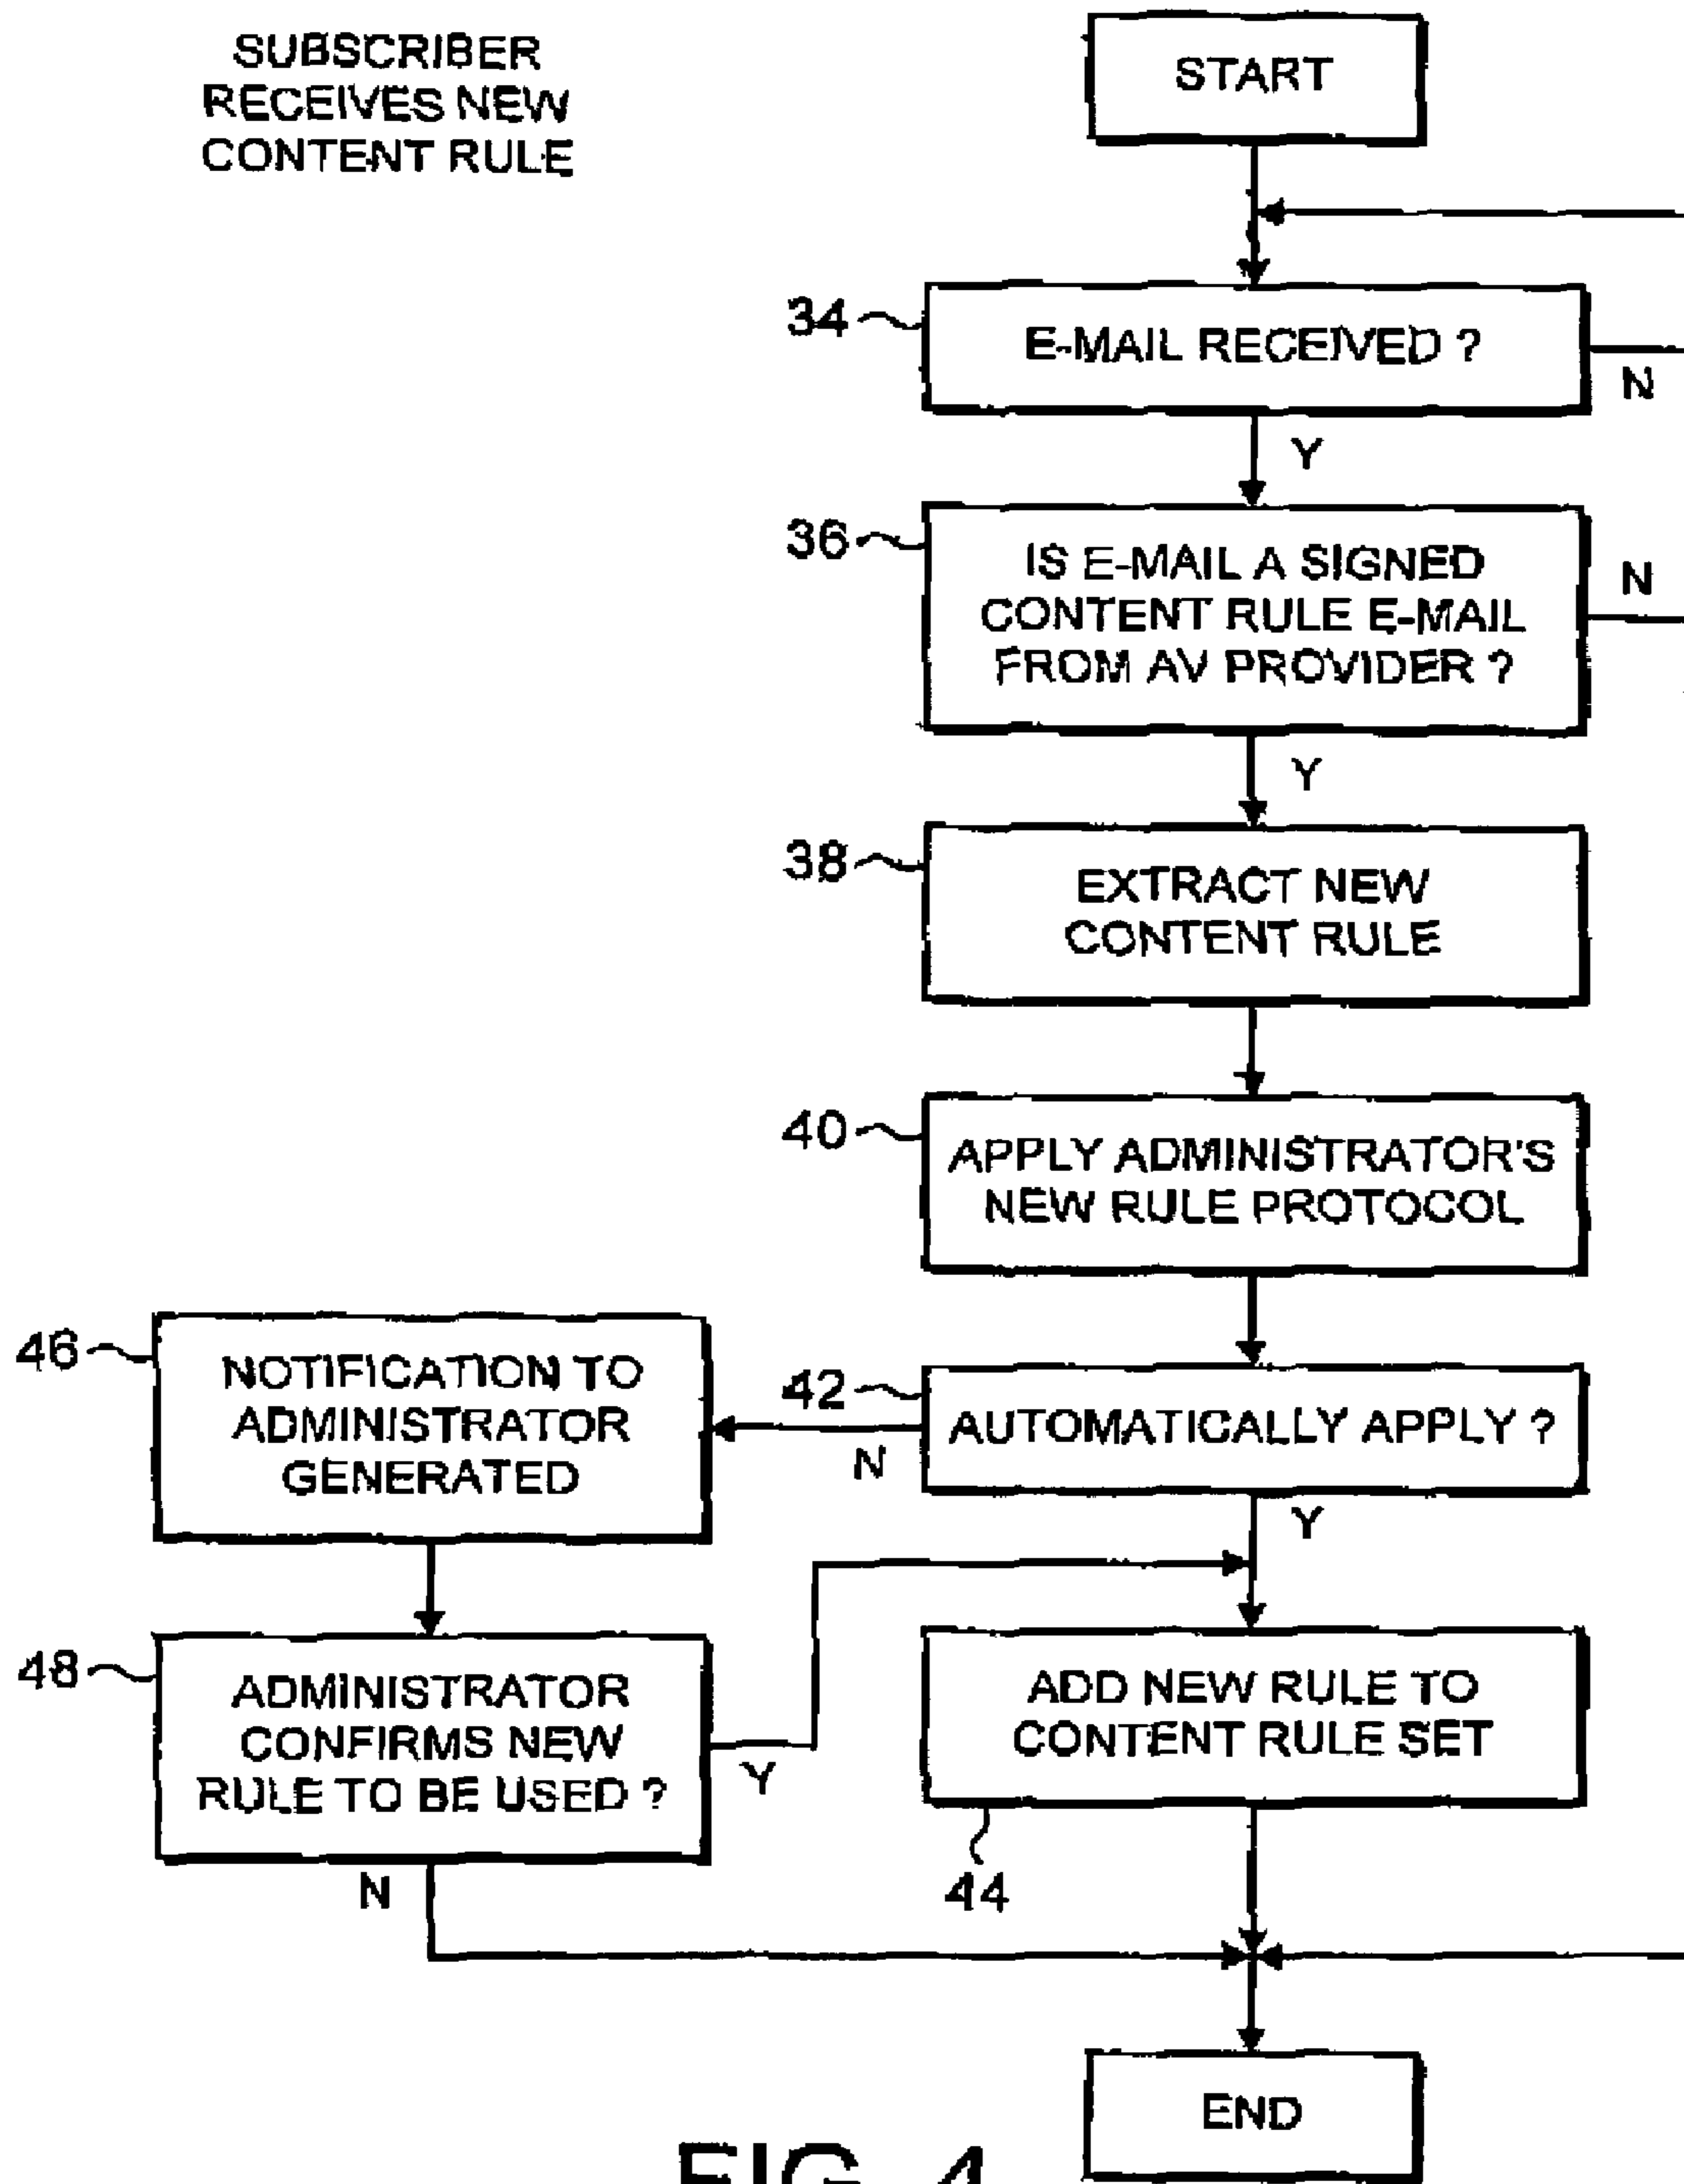 SUBSCRIBER
RECEIVES NEW
CONTENT RULE
START
34
E-MAIL RECEIVED ?
N
Y
36
IS E-MAIL A SIGNED
CONTENT RULE E-MAIL
FROM AV PROVIDER ?
N
Y
38
EXTRACT NEW
CONTENT RULE
40
APPLY ADMINISTRATOR'S
NEW RULE PROTOCOL
42
AUTOMATICALLY APPLY ?
N
Y
46
NOTIFICATION TO
ADMINISTRATOR
GENERATED
48
ADMINISTRATOR
CONFIRMS NEW
RULE TO BE USED ?
Y
N
ADD NEW RULE TO
CONTENT RULE SET
44
END
FIG. 4